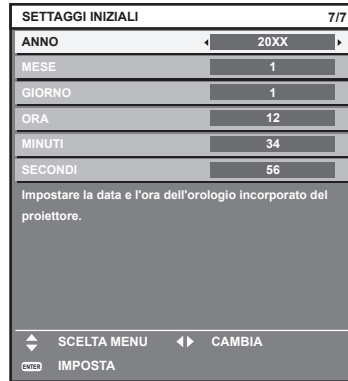 SETTAGGI INIZIALI 7/7
ANNO 20XX
MESE 1
GIORNO 1
ORA 12
MINUTI 34
SECONDI 56
Impostare la data e l'ora dell'orologio incorporato del
proiettore.
SCELTA MENU CAMBIA
ENTER IMPOSTA